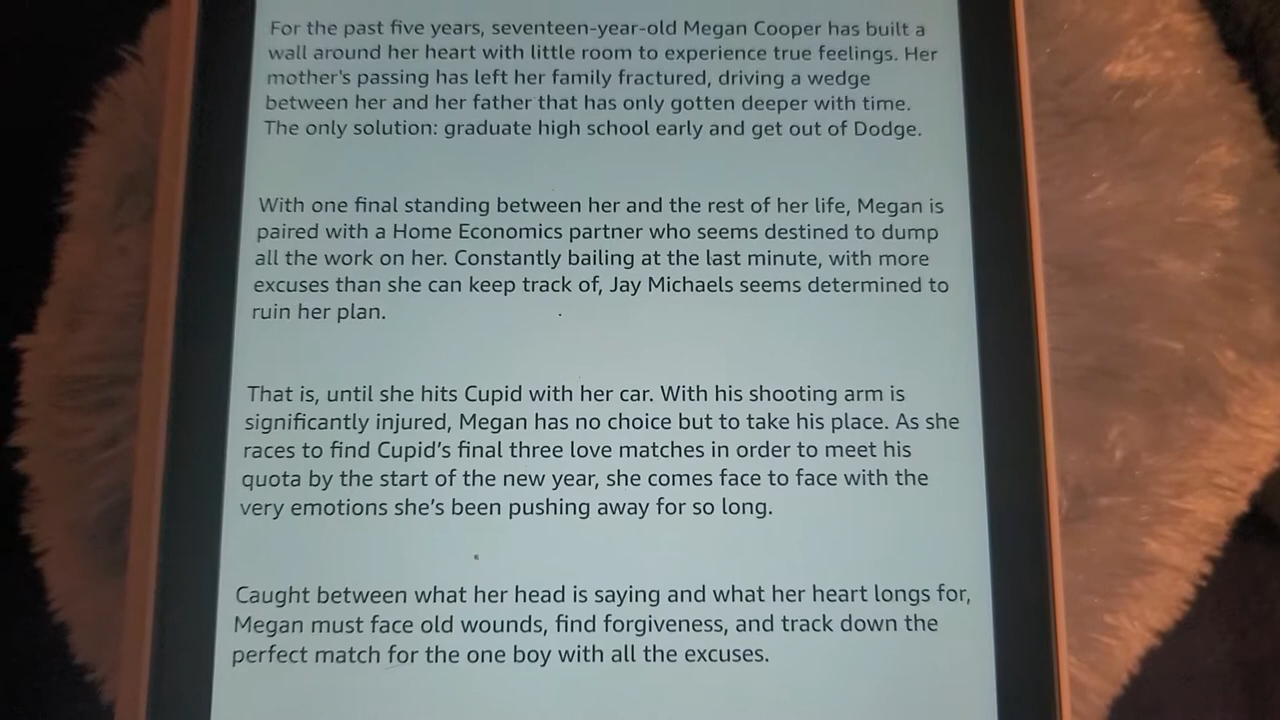 For the past five years, seventeen-year-old Megan Cooper has built a
wall around her heart with little room to experience true feelings. Her
mother's passing has left her family fractured, driving a wedge
between her and her father that has only gotten deeper with time.
The only solution: graduate high school early and get out of Dodge.
With one final standing between her and the rest of her life, Megan is
paired with a Home Economics partner who seems destined to dump
all the work on her. Constantly bailing at the last minute, with more
excuses than she can keep track of, Jay Michaels seems determined to
ruin her plan.
That is, until she hits Cupid with her car. With his shooting arm is
significantly injured, Megan has no choice but to take his place. As she
races to find Cupid’s final three love matches in order to meet his
quota by the start of the new year, she comes face to face with the
very emotions she’s been pushing away for so long.
Caught between what her head is saying and what her heart longs for,
Megan must face old wounds, find forgiveness, and track down the
perfect match for the one boy with all the excuses.